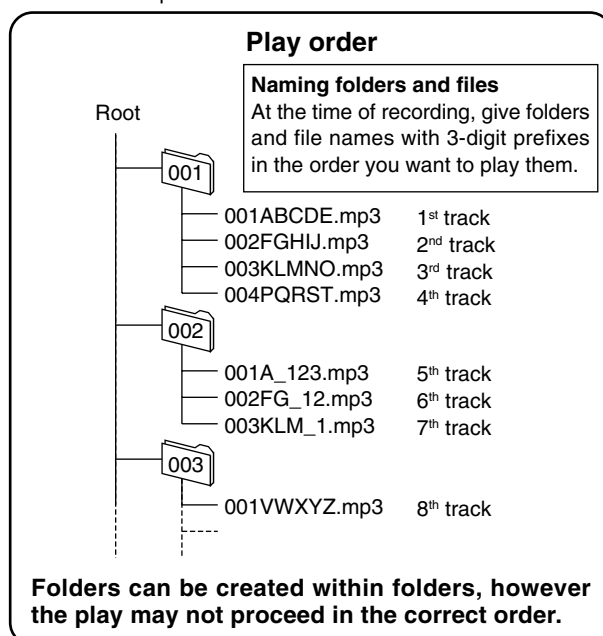 Play order
Naming folders and files
At the time of recording, give folders
and file names with 3-digit prefixes
in the order you want to play them.
Root
001
001ABCDE.mp3 1st track
002FGHIJ.mp3 2nd track
003KLMNO.mp3 3rd track
004PQRST.mp3 4th track
002
001A_123.mp3 5th track
002FG_12.mp3 6th track
003KLM_1.mp3 7th track
003
001VWXYZ.mp3 8th track
Folders can be created within folders, however
the play may not proceed in the correct order.